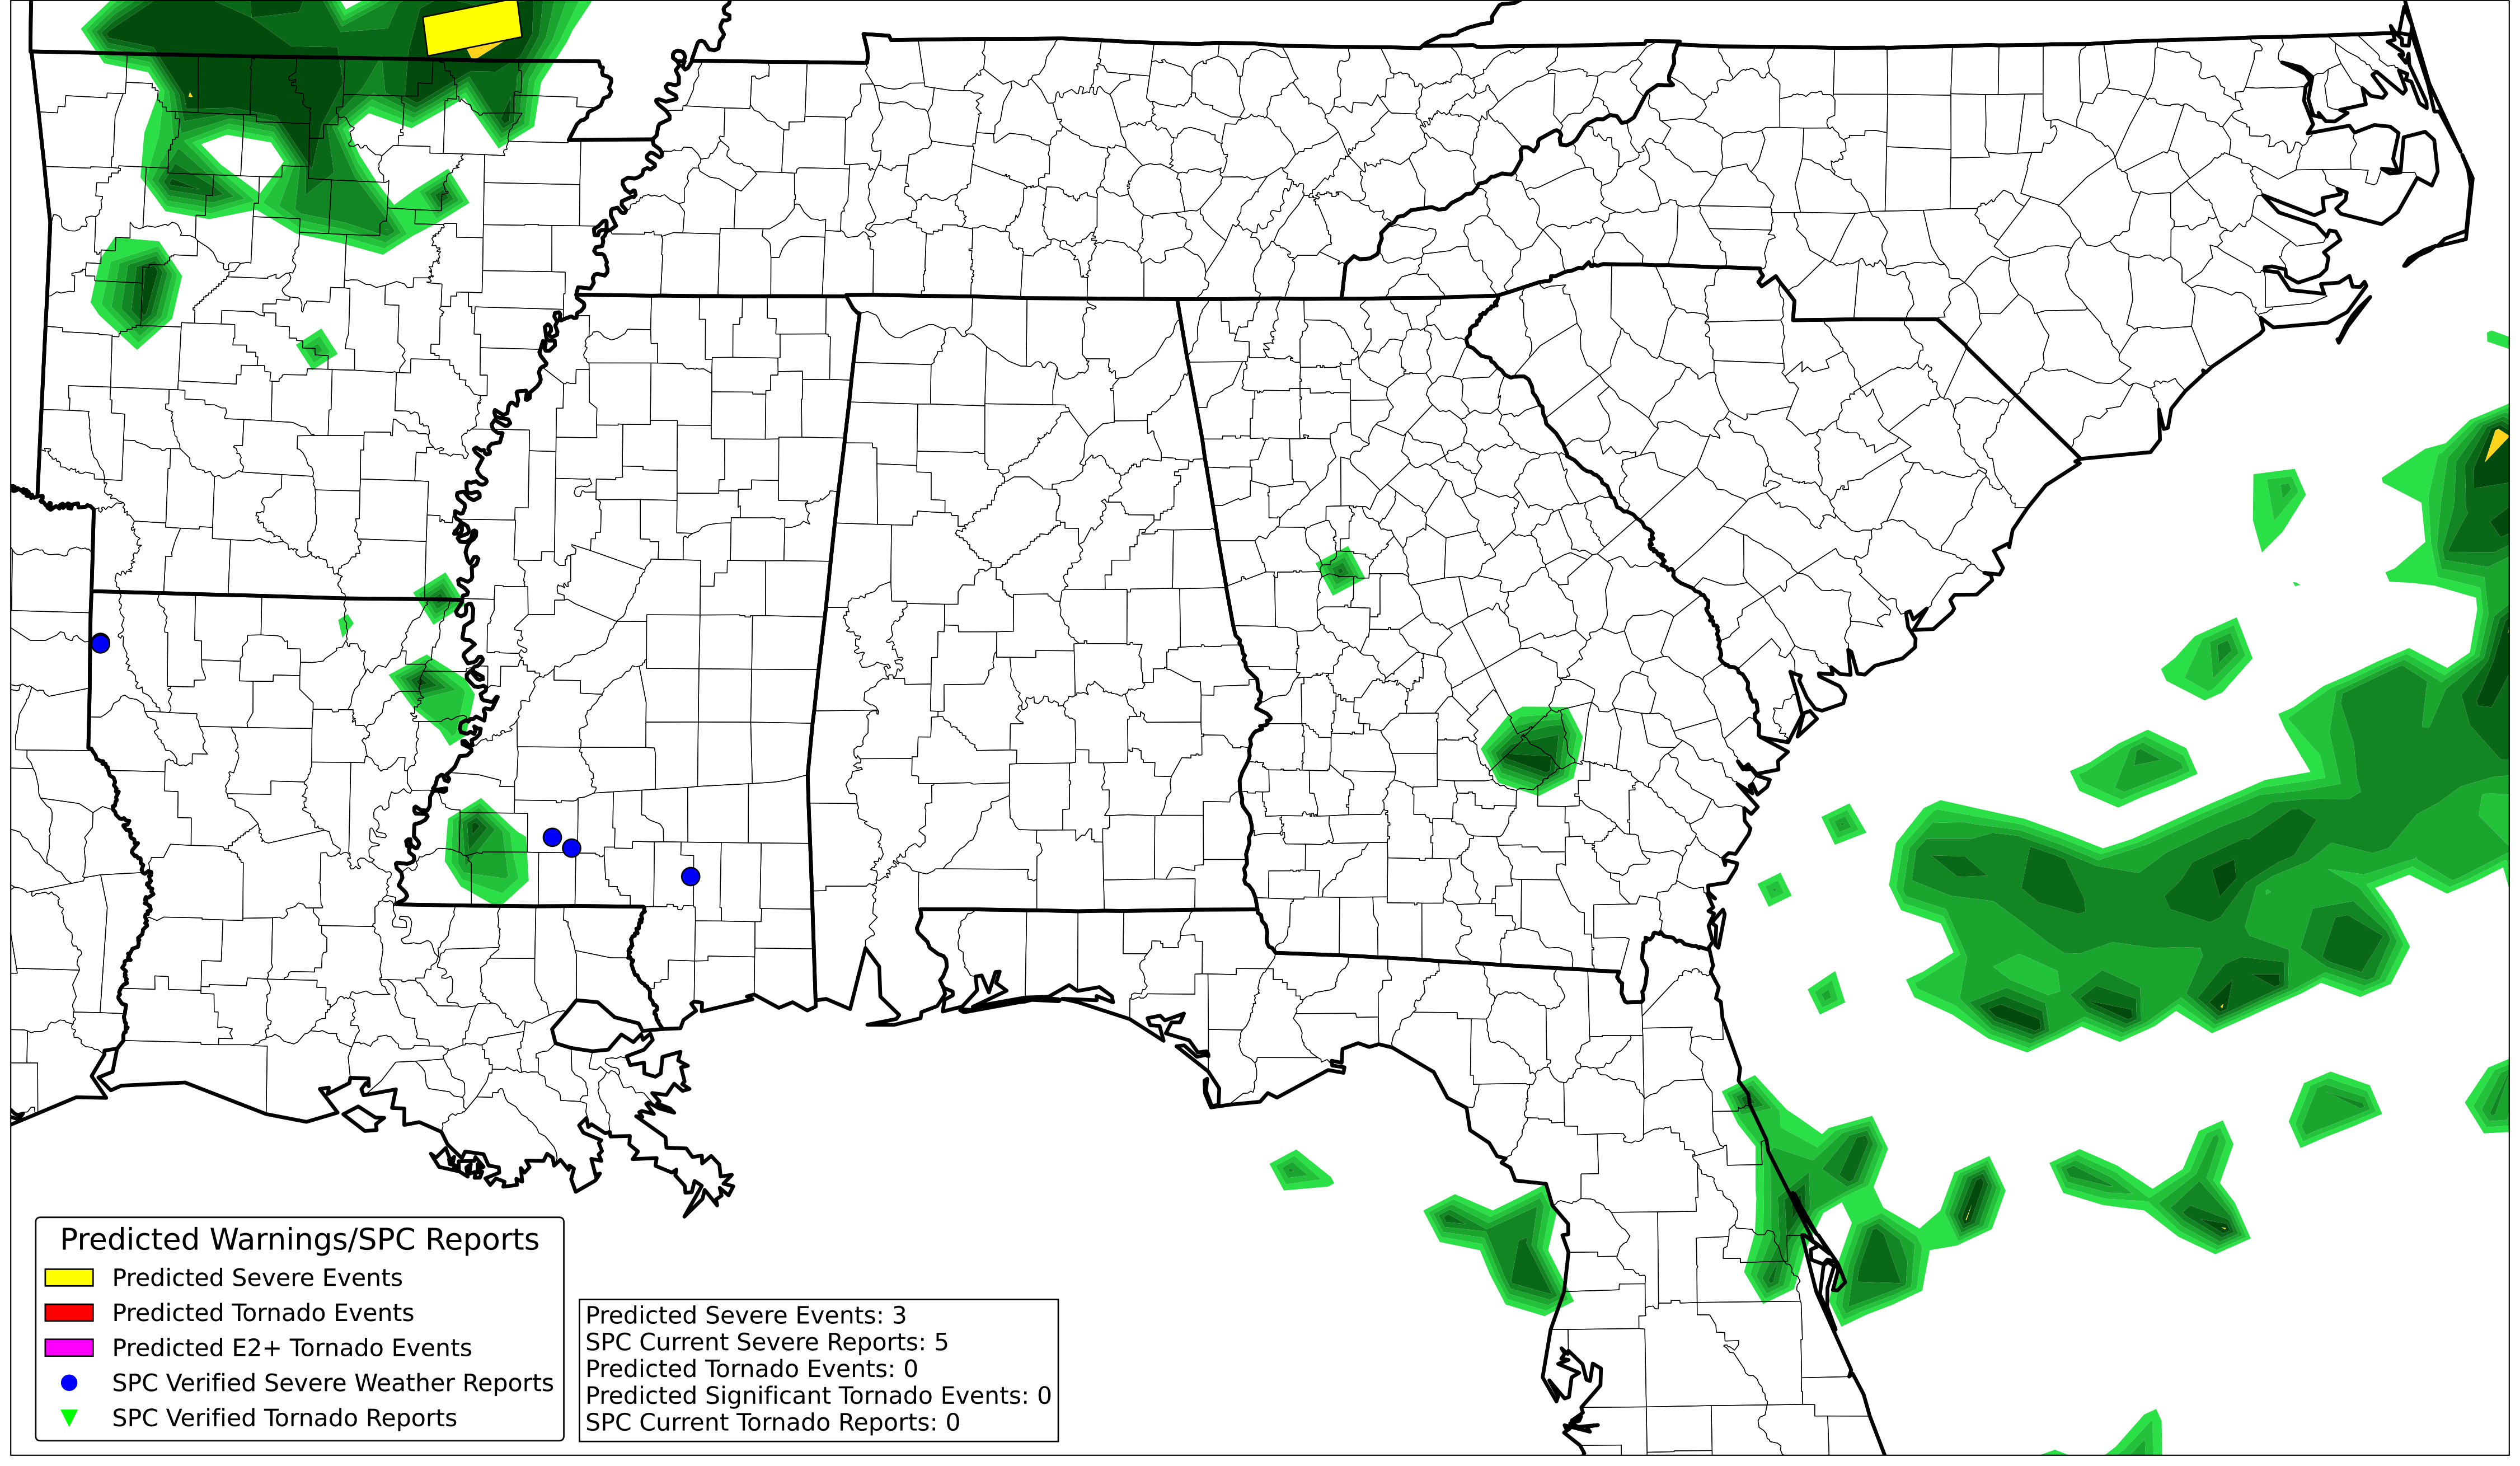 Predicted Warnings/SPC Reports
Predicted Severe Events
Predicted Tornado Events
Predicted E2+ Tornado Events
SPC Verified Severe Weather Reports
SPC Verified Tornado Reports
Predicted Severe Events: 3
SPC Current Severe Reports: 5
Predicted Tornado Events: 0
Predicted Significant Tornado Events: 0
SPC Current Tornado Reports: 0